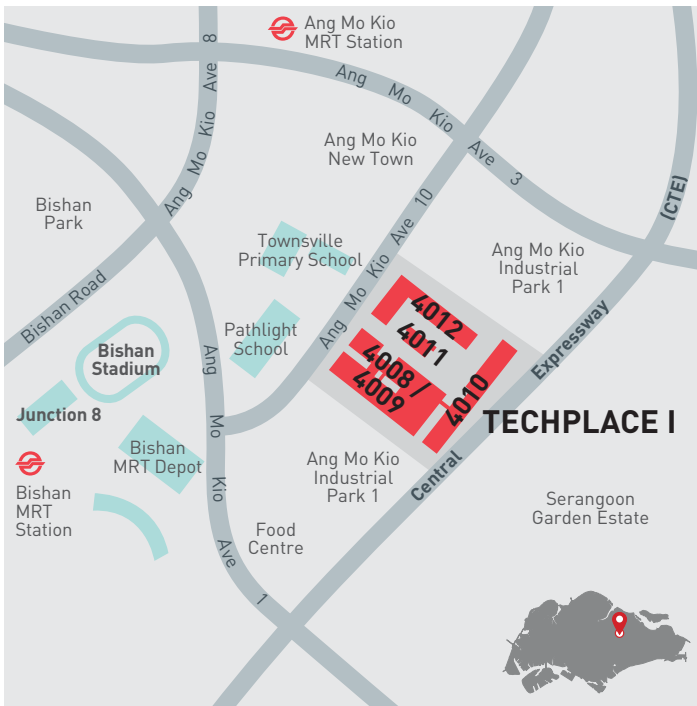 Ang Mo Kio
MRT Station
Ang Mo Kio Ave 8
Ang Mo Kio Ave 3
Ang Mo Kio
New Town
(CTE)
Bishan
Park
Townsville
Primary School
Ang Mo Kio Ave 10
Ang Mo Kio
Industrial
Park 1
Bishan Road
Pathlight
School
4012
4011
4008 /
4009
4010
Expressway
Bishan
Stadium
Ang Mo Kio Ave 1
Junction 8
TECHPLACE I
Bishan
MRT Depot
Ang Mo Kio
Industrial
Park 1
Central
Bishan
MRT
Station
Food
Centre
Serangoon
Garden Estate